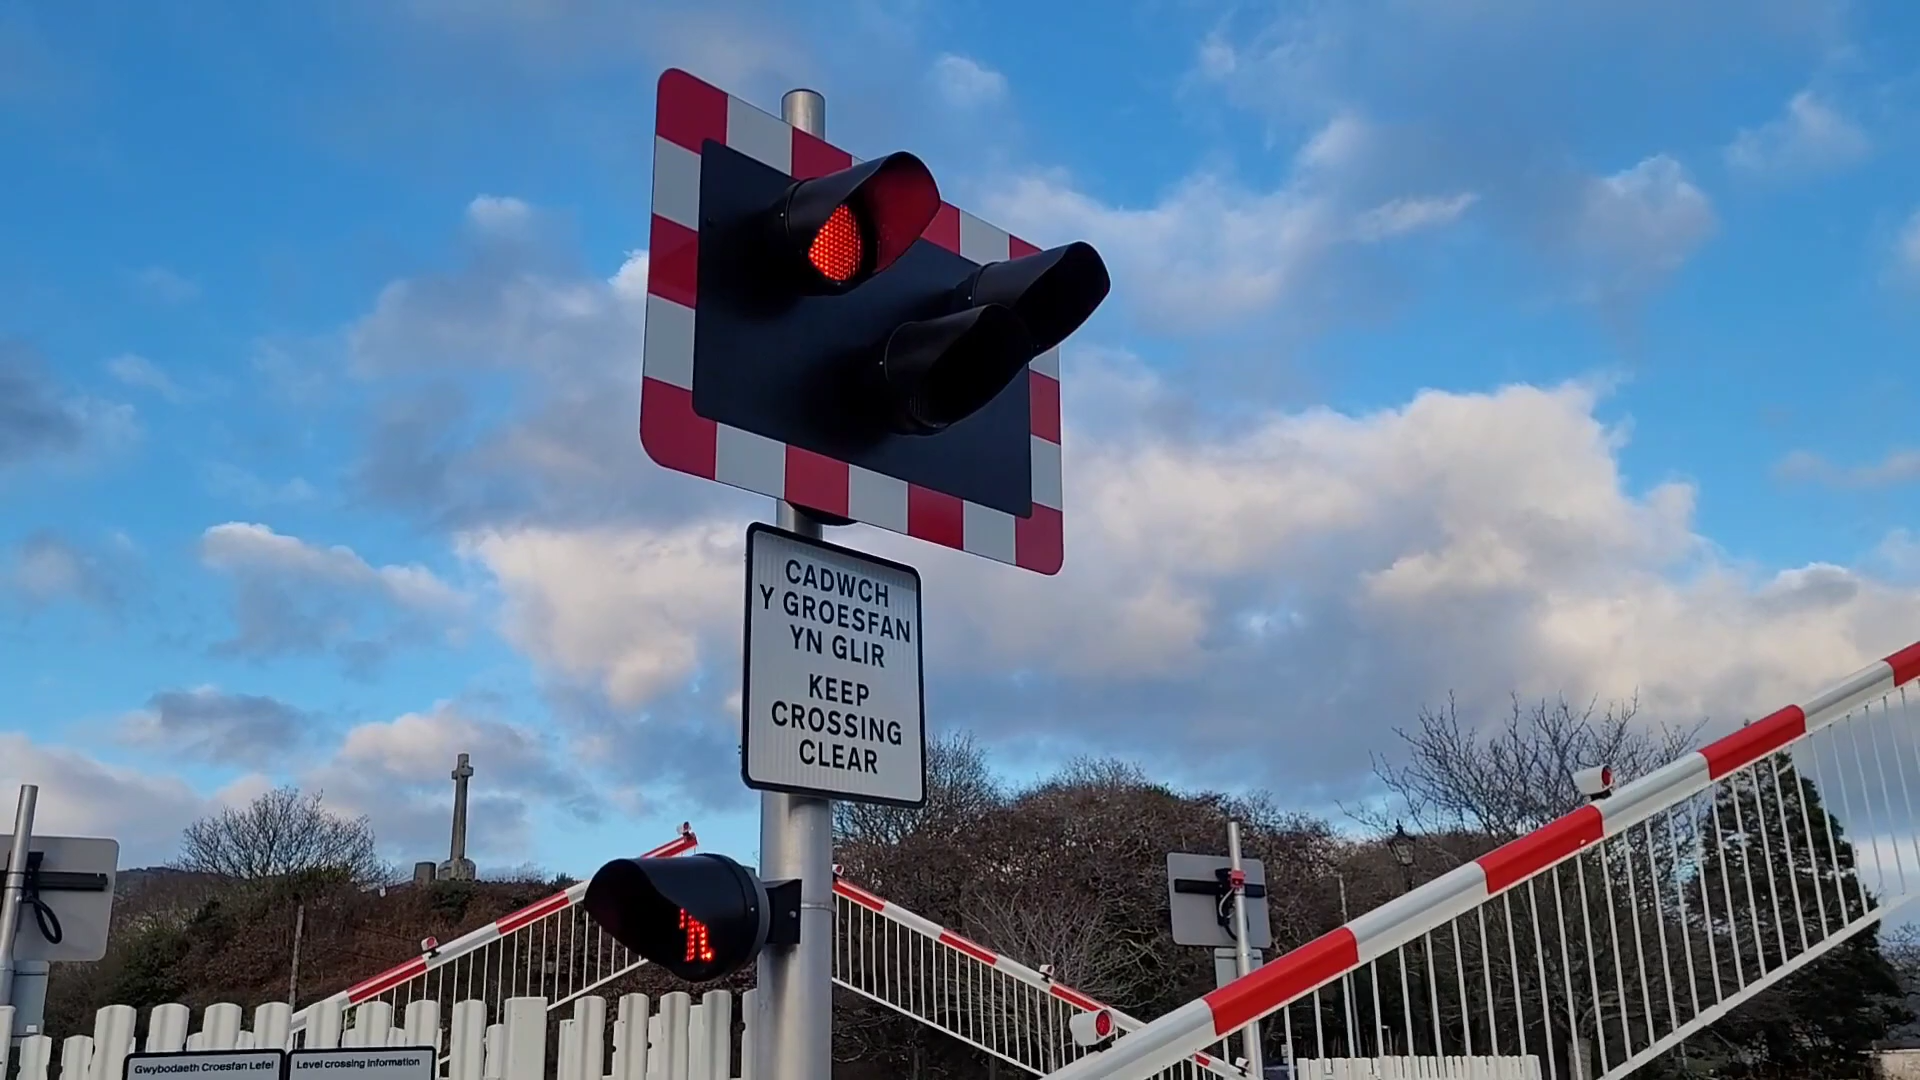 CADWCH
Y GROESFAN
YN GLIR
KEEP
CROSSING
CLEAR
Gwybodaeth Croesfan Lefel
Level crossing information